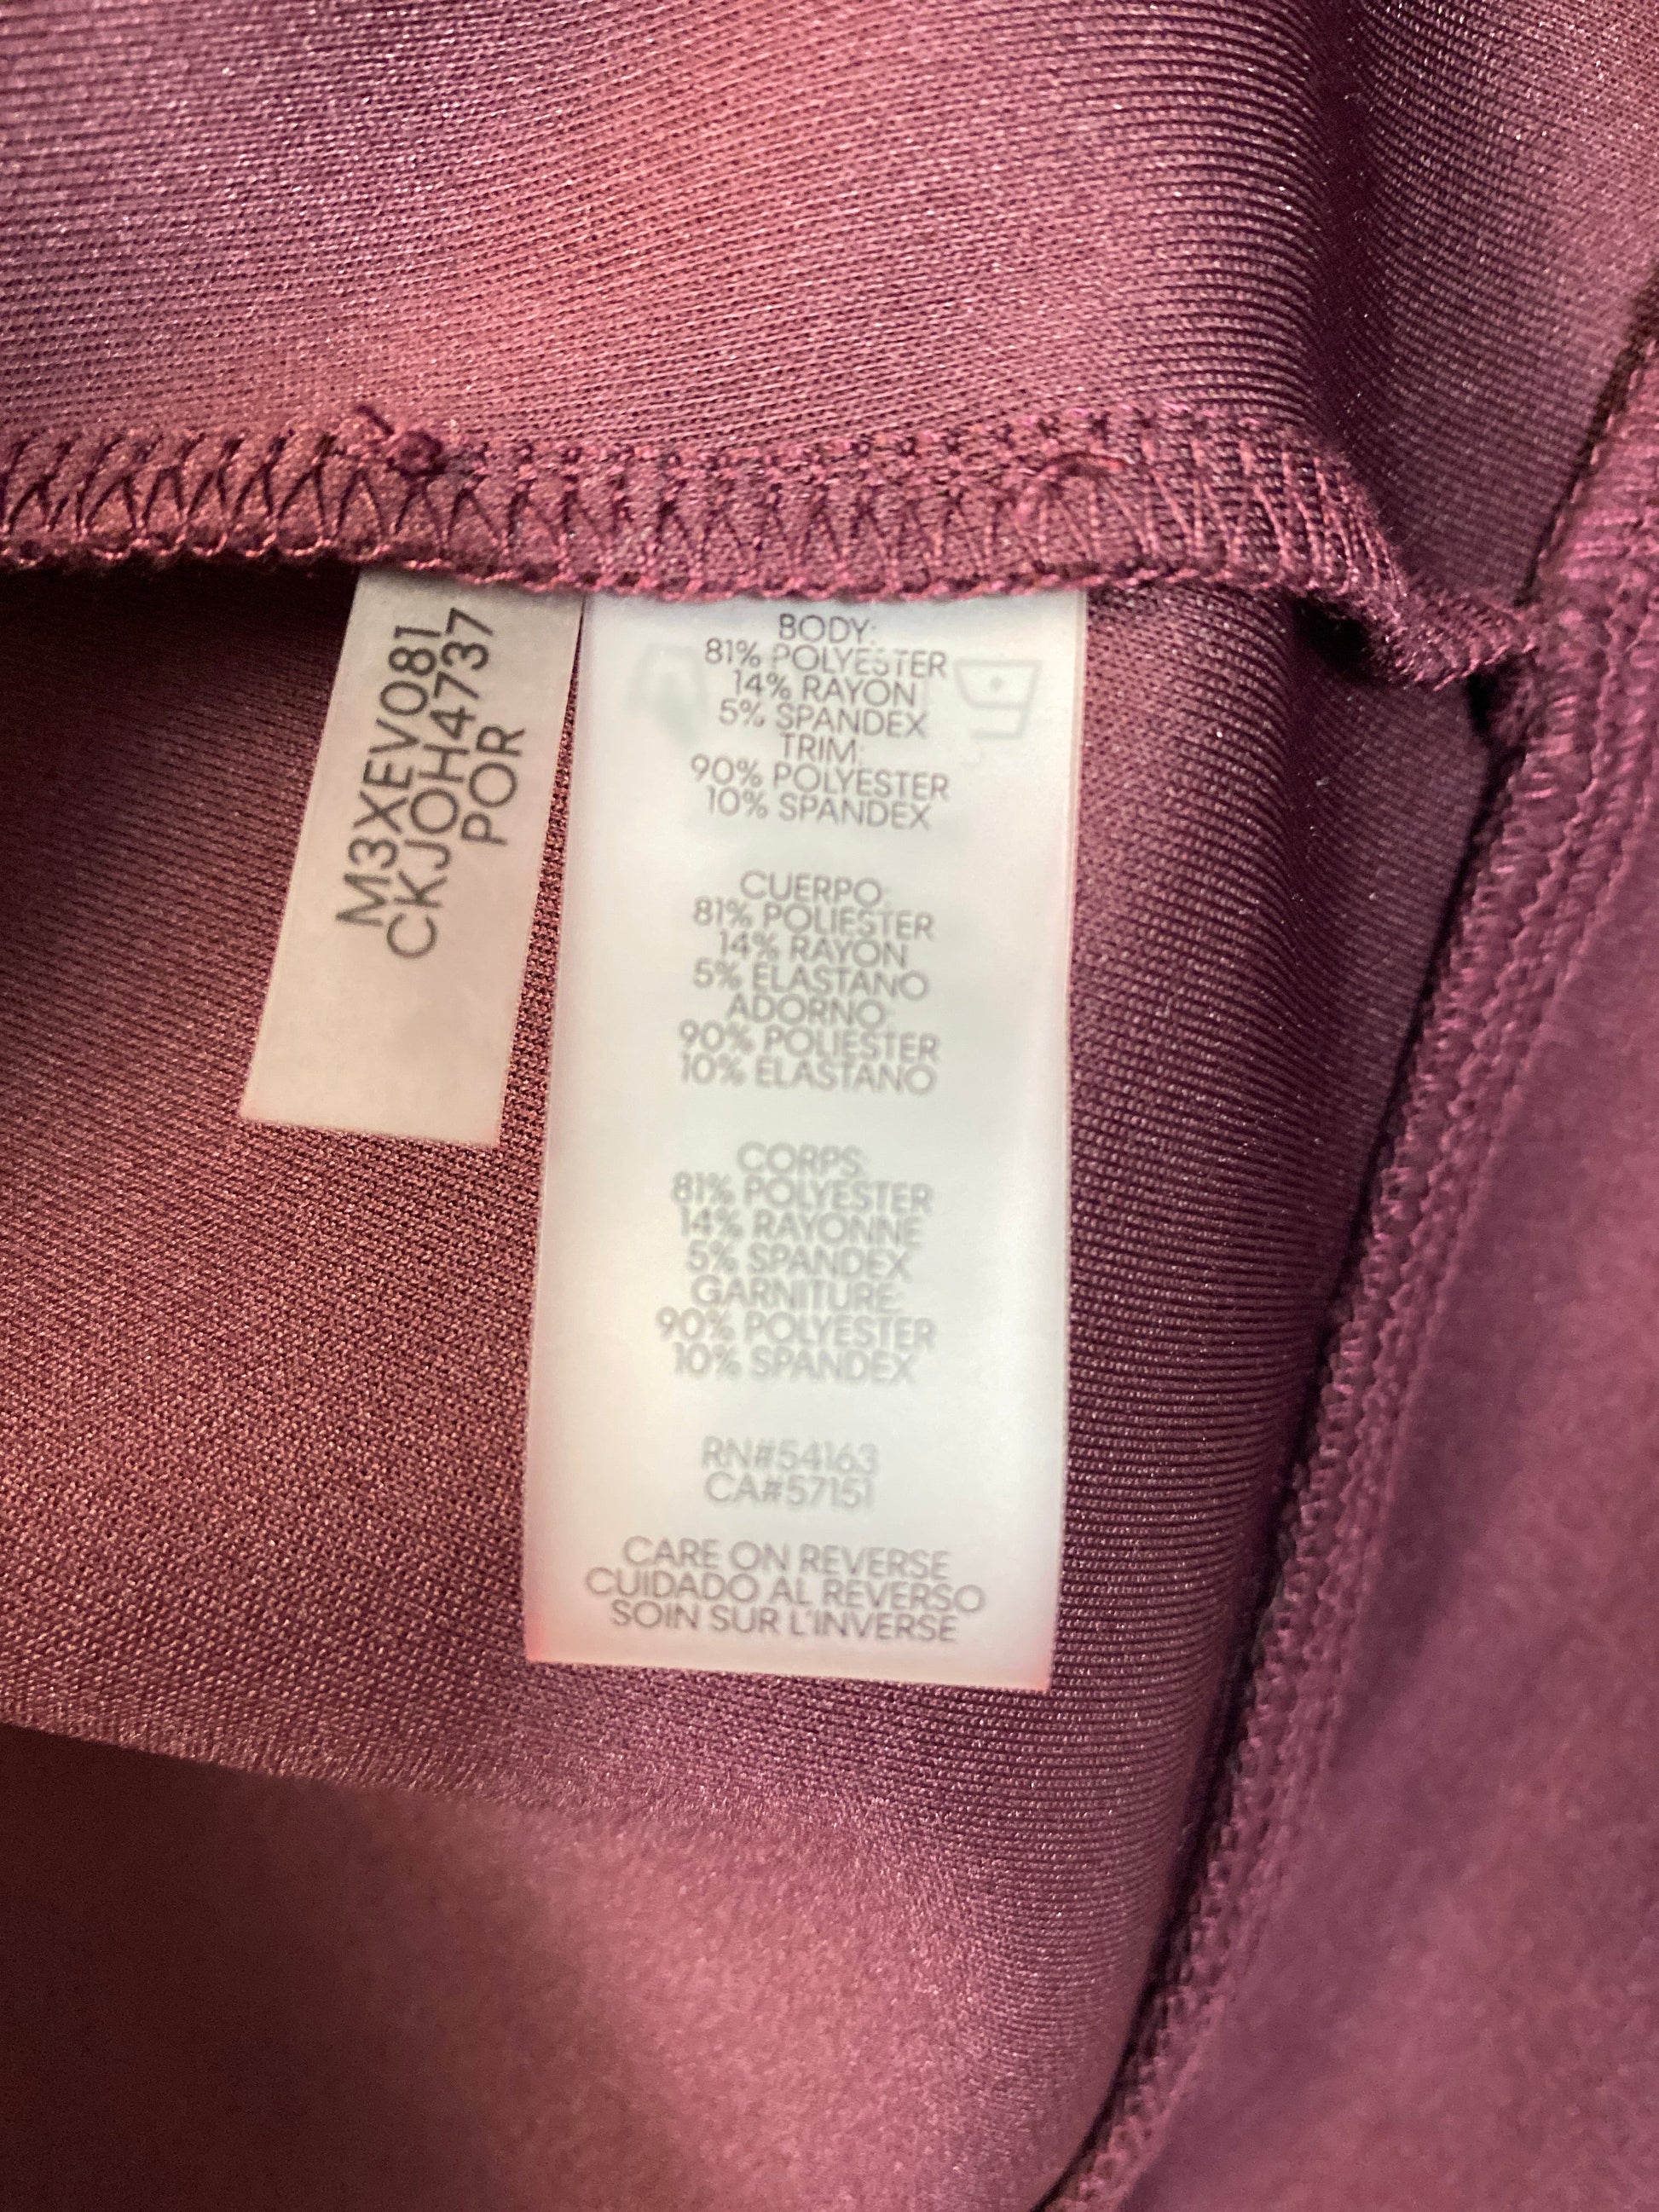 M3XEV081
CKJOH4737
POR
BODY:
81% POLYESTER
14% RAYON
5% SPANDEX
TRIM:
90% POLYESTER
10% SPANDEX
CUERPO:
81% POLIESTER
14% RAYON
5% ELASTANO
ADORNO:
90% POLIESTER
10% ELASTANO
CORPS:
81% POLYESTER
14% RAYONNE
5% SPANDEX
GARNITURE:
90% POLYESTER
10% SPANDEX
RN#54163
CA#57151
CARE ON REVERSE
CUIDADO AL REVERSO
SOIN SUR L'INVERSE